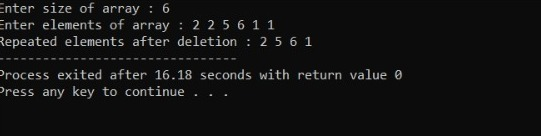 Enter size of array : 6
Enter elements of array : 2 2 5 6 1 1
Repeated elements after deletion : 2 5 6 1
--------------------------------
Process exited after 16.18 seconds with return value 0
Press any key to continue . . .